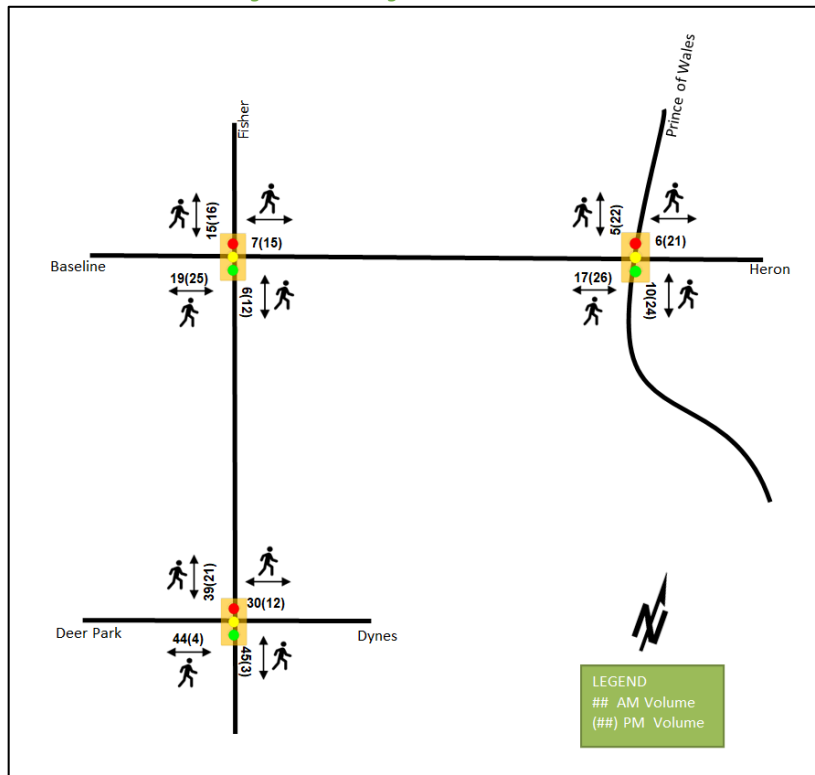 Fisher
Prince of Wales
15(16)
7(15)
5(22)
6(21)
Baseline
Heron
19(25)
6(12)
17(26)
10(24)
39(21)
30(12)
Deer Park
Dynes
44(4)
45(3)
N
LEGEND
## AM Volume
(##) PM Volume